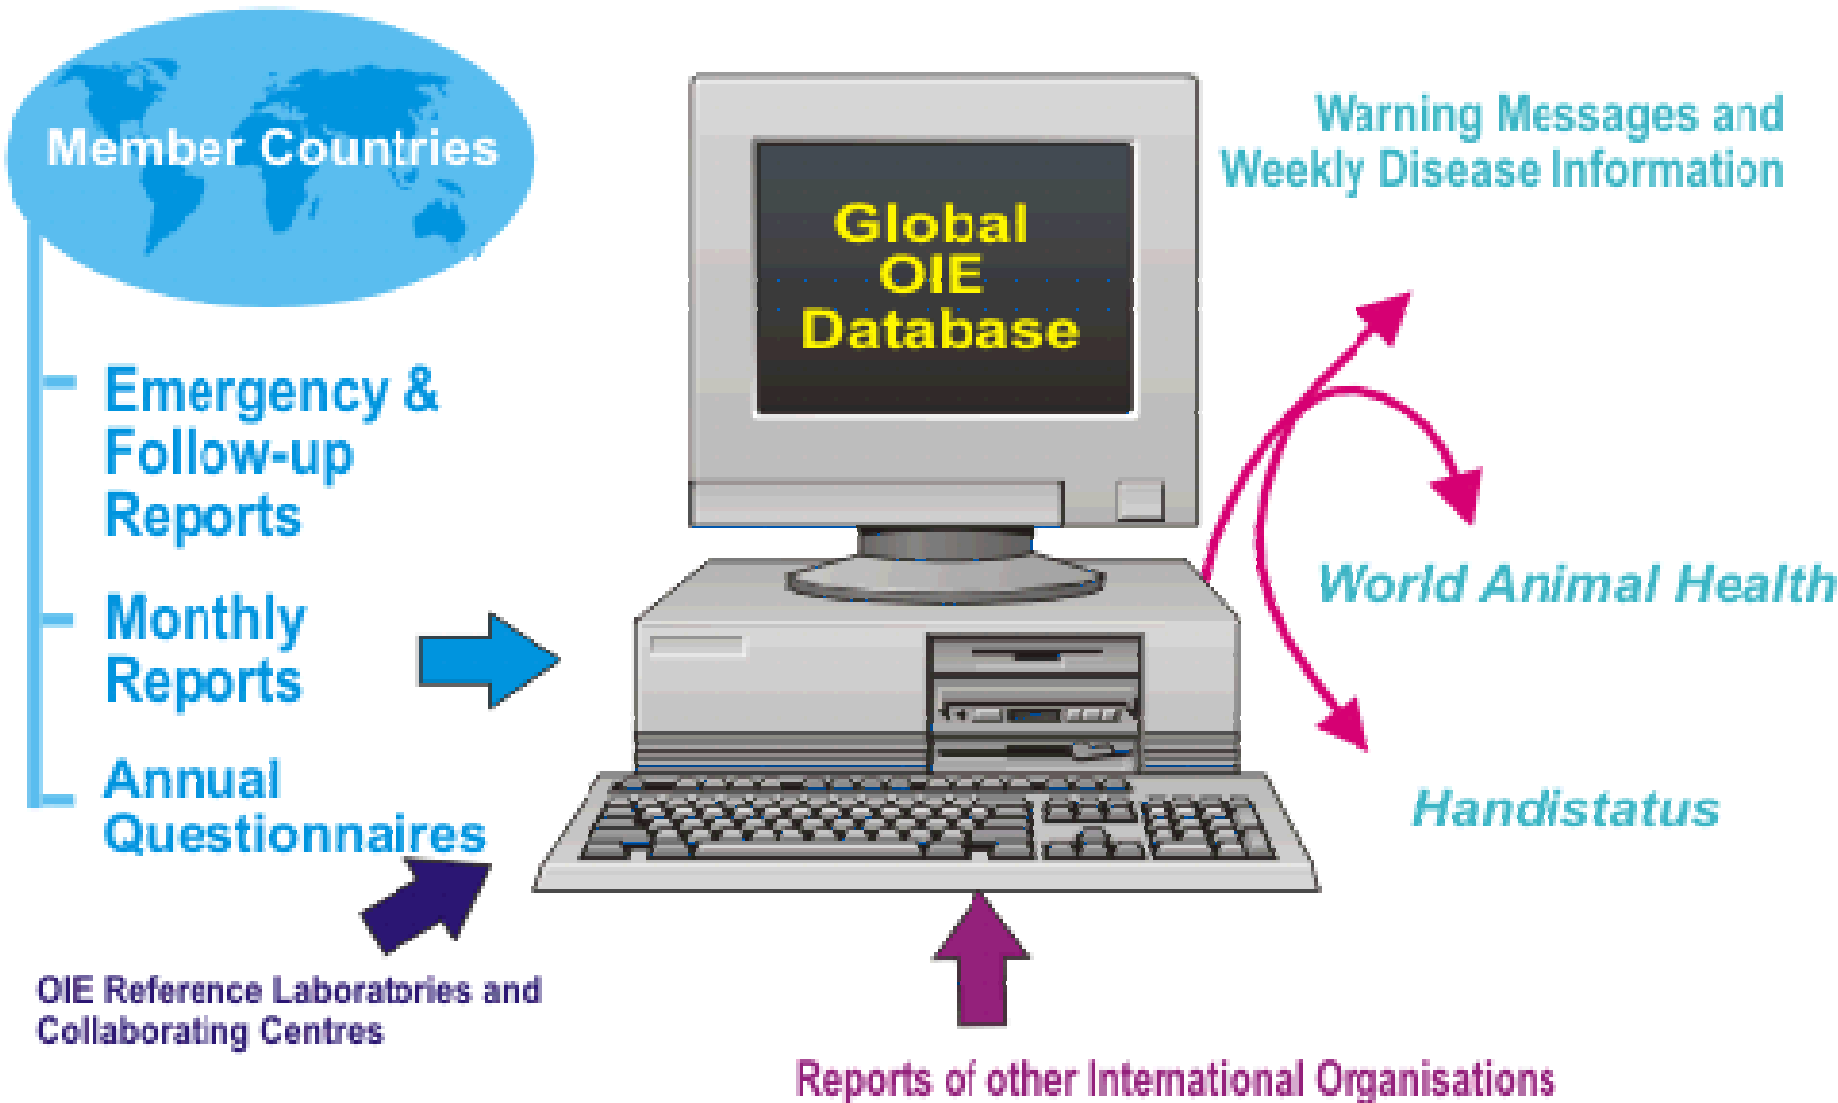 Member Countries
Emergency &
Follow-up
Reports
Monthly
Reports
Annual
Questionnaires
OIE Reference Laboratories and
Collaborating Centres
Global
OIE
Database
Reports of other International Organisations
Warning Messages and
Weekly Disease Information
World Animal Health
Handistatus